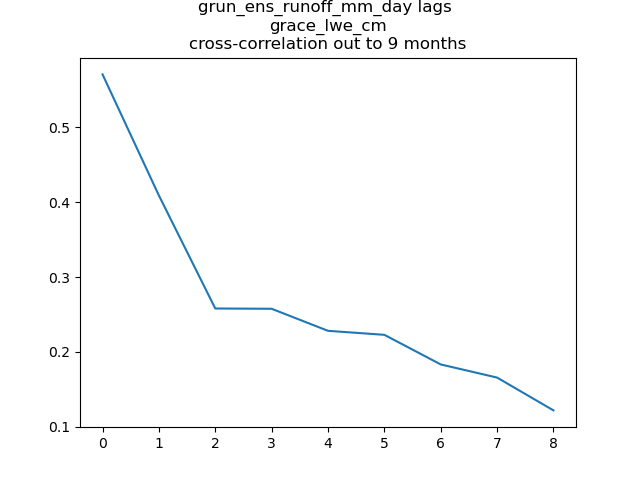 grun_ens_runoff_mm_day lags
grace_lwe_cm
cross-correlation out to 9 months
0.5
0.4
0.3
0.2
0.1
0 1 2 3 4 5 6 7 8